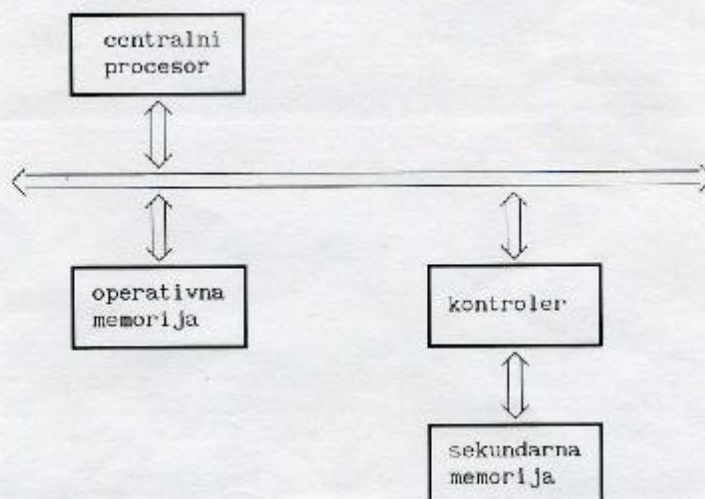 centralni
procesor
operativna
memorija
kontroler
sekundarna
memorija